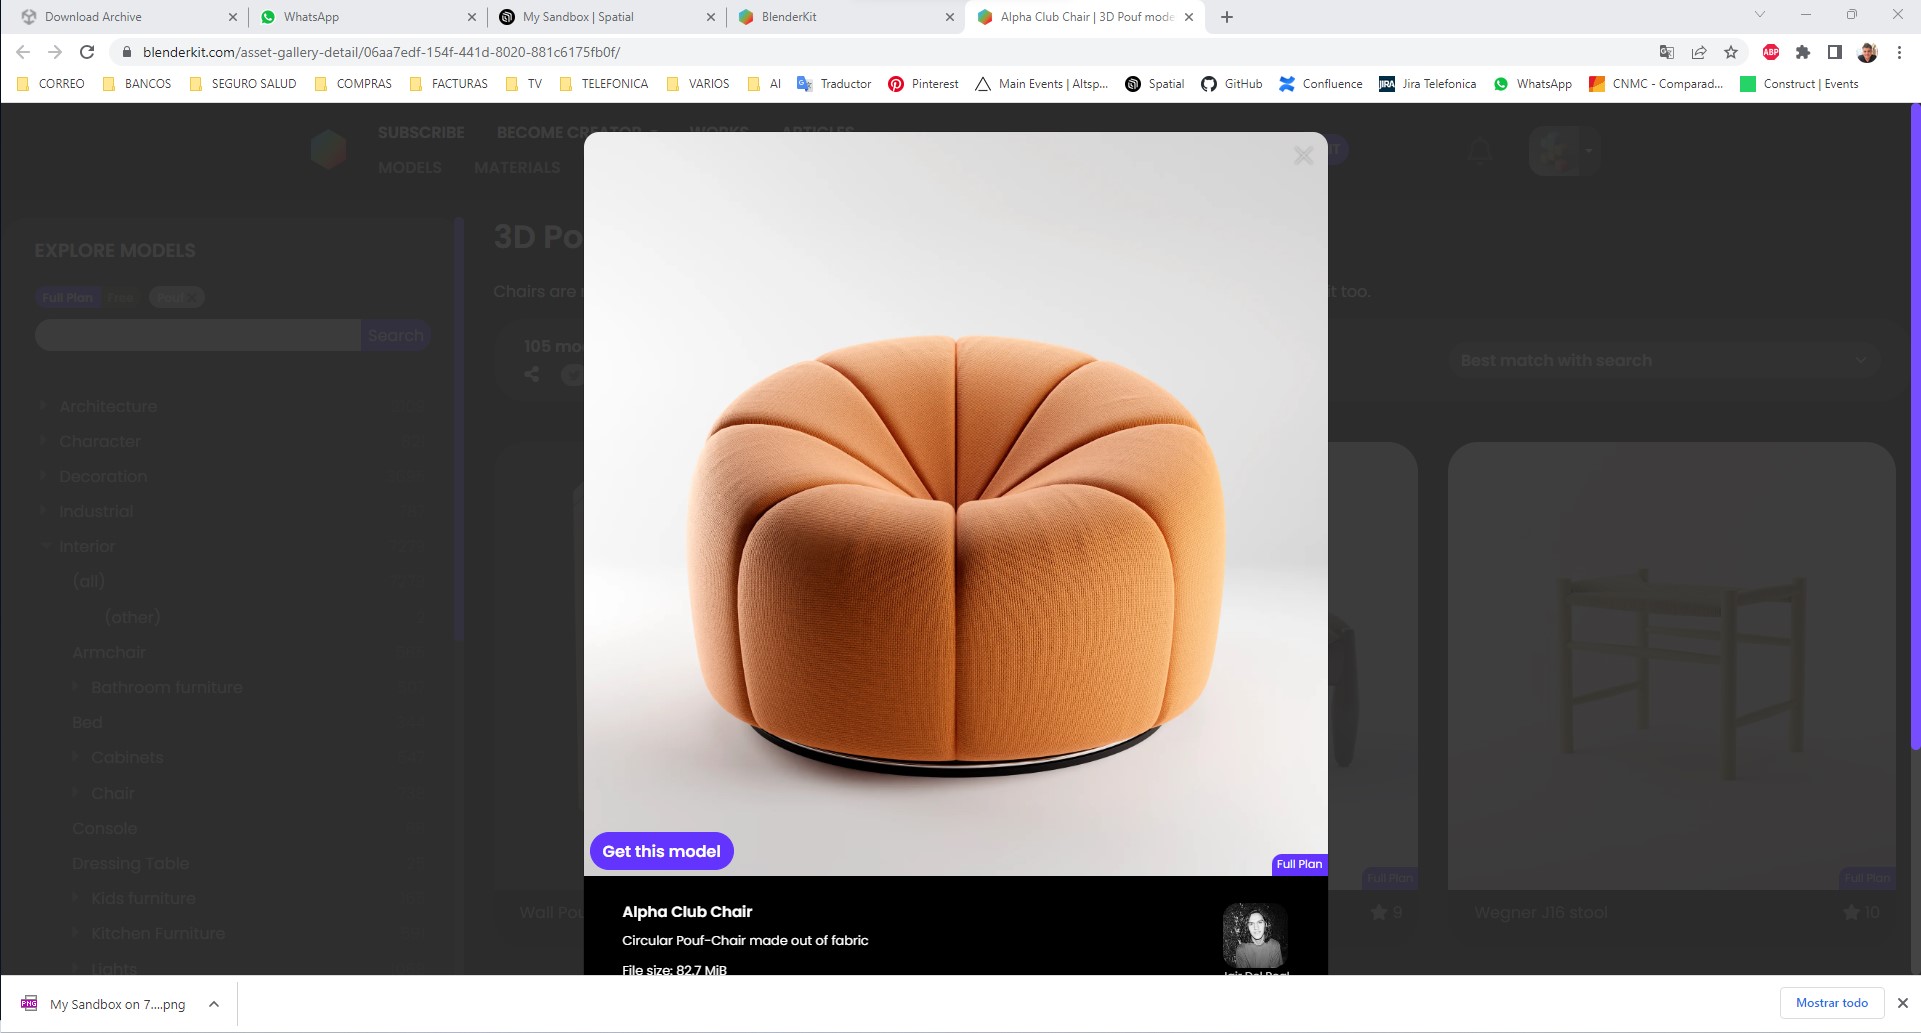 Download Archive
WhatsApp
My Sandbox | Spatial
BlenderKit
Alpha Club Chair | 3D Pouf mode
blenderkit.com/asset-gallery-detail/06aa7edf-154f-441d-8020-881c6175fb0f/
ABP
CORREO
BANCOS
SEGURO SALUD
COMPRAS
FACTURAS
TV
TELEFONICA
VARIOS
AI
Traductor
Pinterest
Main Events | Altsp...
Spatial
GitHub
Confluence
JIRA
Jira Telefonica
WhatsApp
CNMC - Comparad...
Construct | Events
SUBSCRIBE
BECOME CREATOR
WORKS
ARTICLES
MODELS
MATERIALS
EXPLORE MODELS
Full Plan
Free
Pouf
Search
Architecture
Character
Decoration
Industrial
Interior
(all)
(other)
Armchair
Bathroom furniture
Bed
Cabinets
Chair
Console
Dressing Table
Kids furniture
Kitchen Furniture
Lights
3D Po
Chairs are
t too.
105 mo
Best match with search
Get this model
Full Plan
Alpha Club Chair
Circular Pouf-Chair made out of fabric
File size: 82.7 MiB
Wall Pou
Full Plan
9
Full Plan
Wegner J16 stool
10
PNG
My Sandbox on 7....png
Mostrar todo